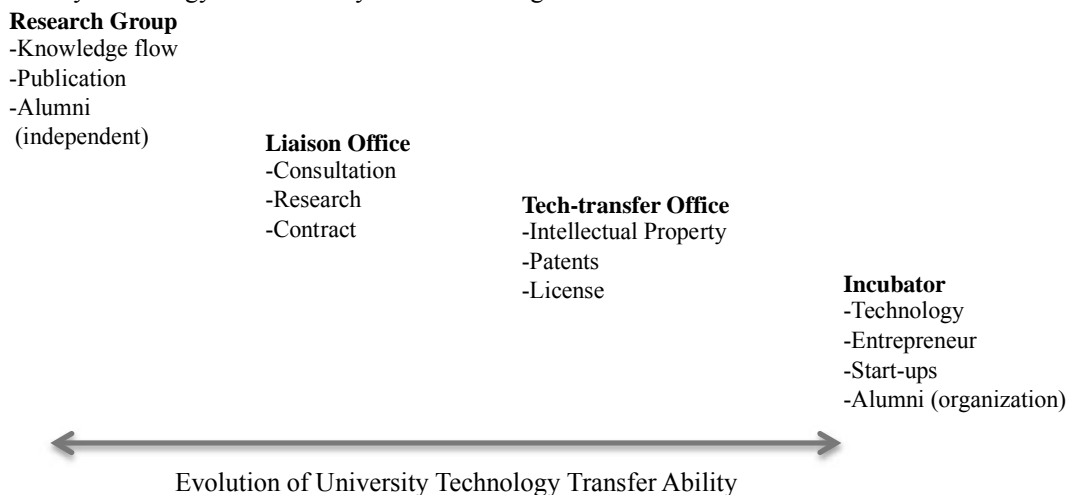 Research Group
-Knowledge flow
-Publication
-Alumni
(independent)
Liaison Office
-Consultation
-Research
-Contract
Tech-transfer Office
-Intellectual Property
-Patents
-License
Incubator
-Technology
-Entrepreneur
-Start-ups
-Alumni (organization)
Evolution of University Technology Transfer Ability